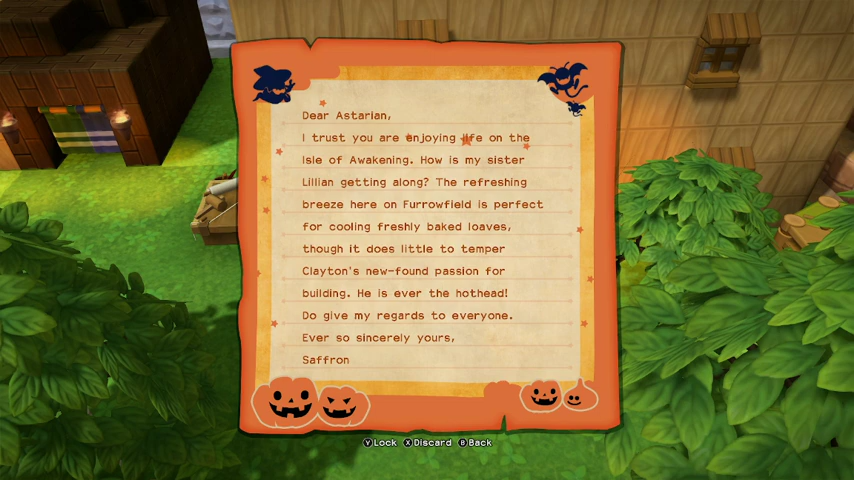 Dear Astarian,
I trust you are enjoying life on the
Isle of Awakening. How is my sister
Lillian getting along? The refreshing
breeze here on Furrowfield is perfect
for cooling freshly baked loaves,
though it does little to temper
Clayton's new-found passion for
building. He is ever the hothead!
Do give my regards to everyone.
Ever so sincerely yours,
Saffron
Y Lock X Discard B Back